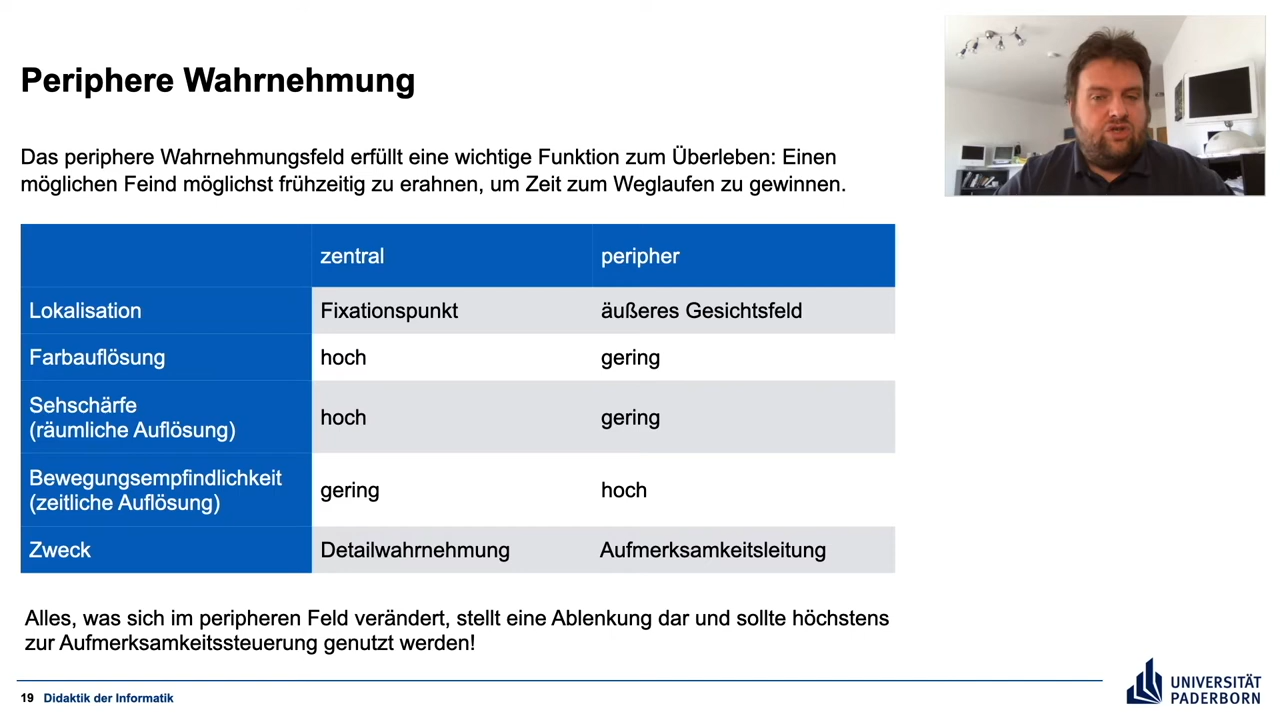 Periphere Wahrnehmung
Das periphere Wahrnehmungsfeld erfüllt eine wichtige Funktion zum Überleben: Einen
möglichen Feind möglichst frühzeitig zu erahnen, um Zeit zum Weglaufen zu gewinnen.
zentral peripher
Lokalisation Fixationspunkt äußeres Gesichtsfeld
Farbauflösung hoch gering
Sehschärfe
(räumliche Auflösung) hoch gering
Bewegungsempfindlichkeit
(zeitliche Auflösung) gering hoch
Zweck Detailwahrnehmung Aufmerksamkeitsleitung
Alles, was sich im peripheren Feld verändert, stellt eine Ablenkung dar und sollte höchstens
zur Aufmerksamkeitssteuerung genutzt werden!
19 Didaktik der Informatik
UNIVERSITÄT
PADERBORN